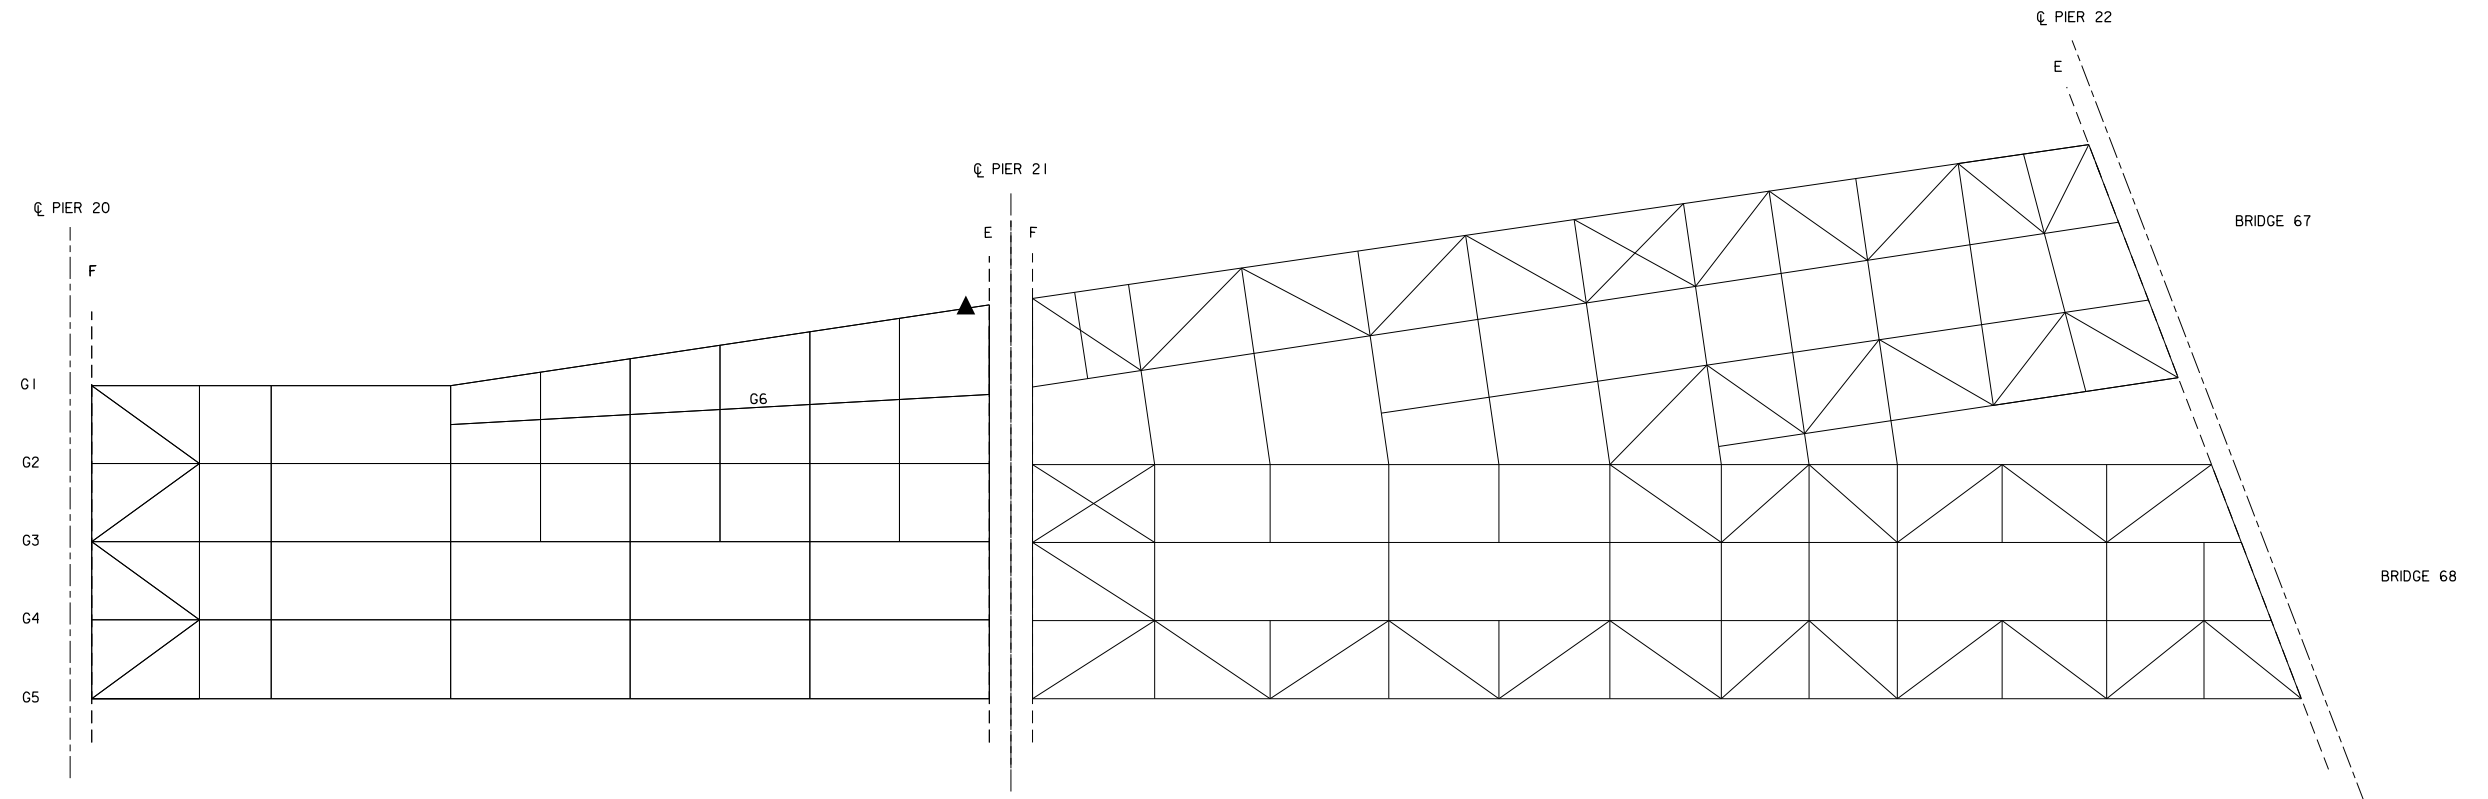 ℄ PIER 22
E
℄ PIER 21
℄ PIER 20
BRIDGE 67
E
F
F
G1
G6
G2
G3
BRIDGE 68
G4
G5